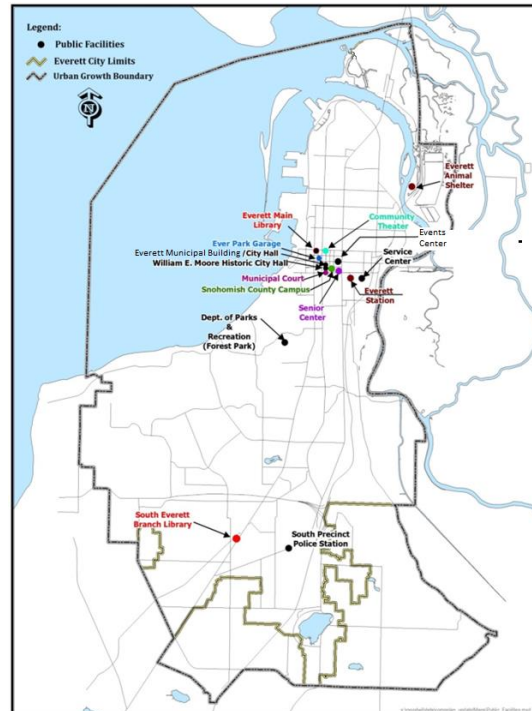 Legend:
Public Facilities
Everett City Limits
Urban Growth Boundary
N
Everett
Animal
Shelter
Everett Main
Library
Community
Theater
Events
Center
Ever Park Garage
Everett Municipal Building /City Hall
William E. Moore Historic City Hall
Service
Center
Municipal Court
Snohomish County Campus
Everett
Station
Senior
Center
Dept. of Parks
&
Recreation
(Forest Park)
South Everett
Branch Library
South Precinct
Police Station